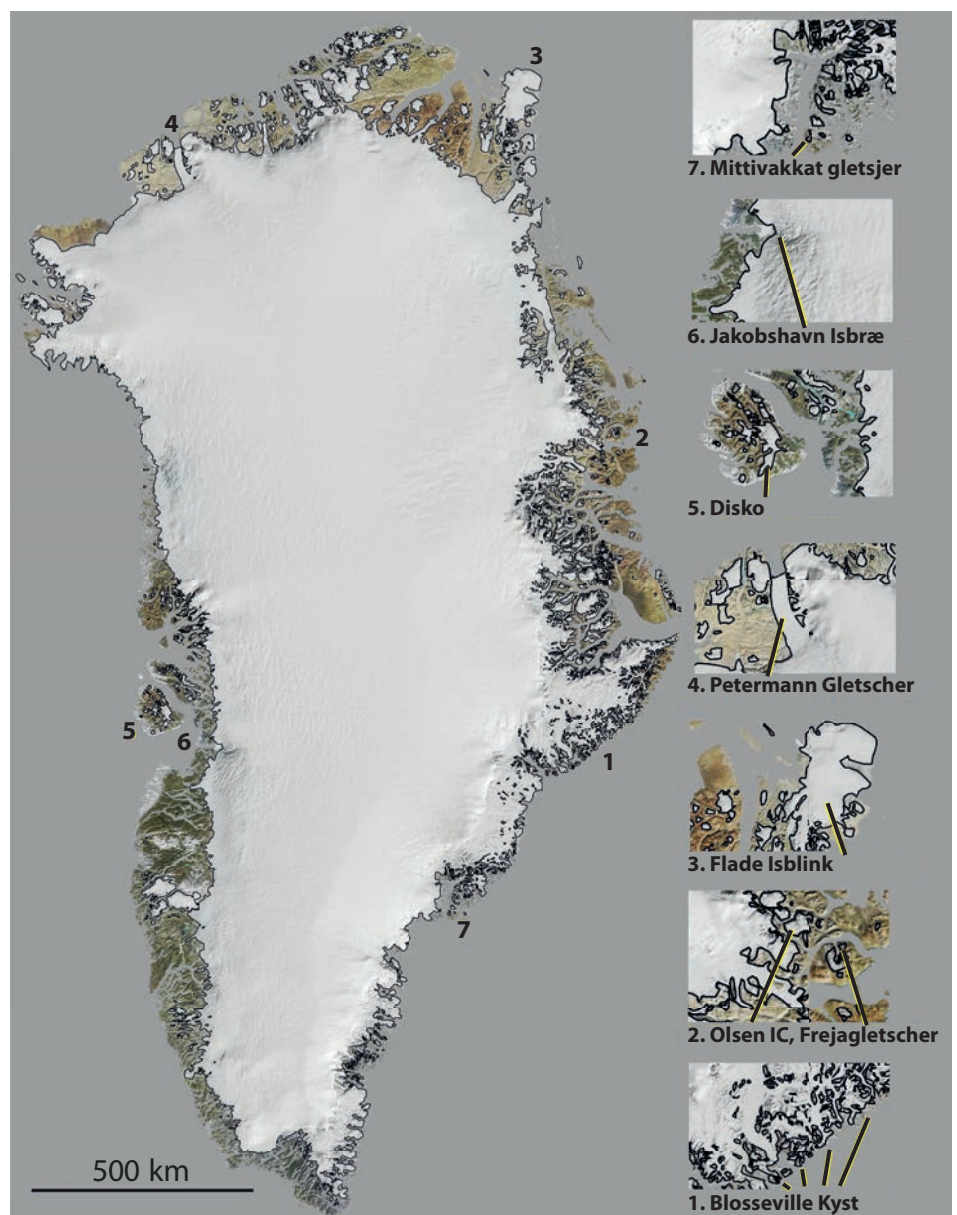 3
4
2
5
6
1
7
500 km
7. Mittivakkat gletsjer
6. Jakobshavn Isbræ
5. Disko
4. Petermann Gletscher
3. Flade Isblink
2. Olsen IC, Frejagletscher
1. Blosseville Kyst